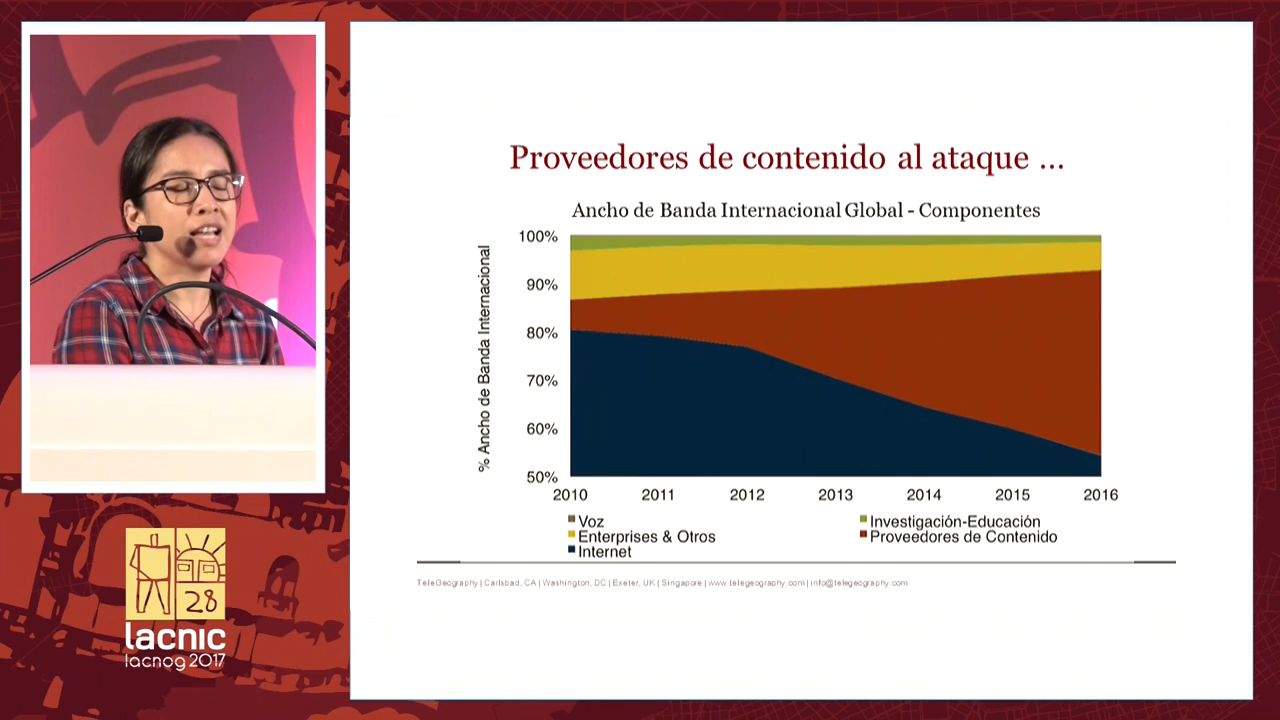 Proveedores de contenido al ataque ...
Ancho de Banda Internacional Global - Componentes
% Ancho de Banda Internacional
100%
90%
80%
70%
60%
50%
2010 2011 2012 2013 2014 2015 2016
Voz
Investigación-Educación
Enterprises & Otros
Proveedores de Contenido
Internet
TeleGeography | Carlsbad, CA | Washington, DC | Exeter, UK | Singapore | www.telegeography.com | info@telegeography.com
28
lacnic
lacnog 2017